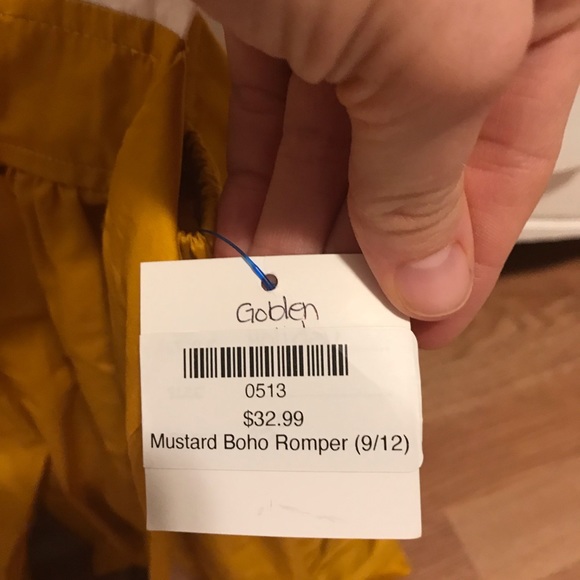 Goblen
0513
$32.99
Mustard Boho Romper (9/12)